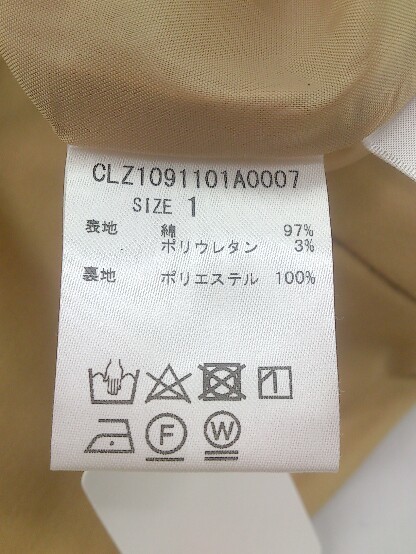 CLZ1091101A0007
SIZE 1
表地 綿 97%
ポリウレタン 3%
裏地 ポリエステル 100%
F W